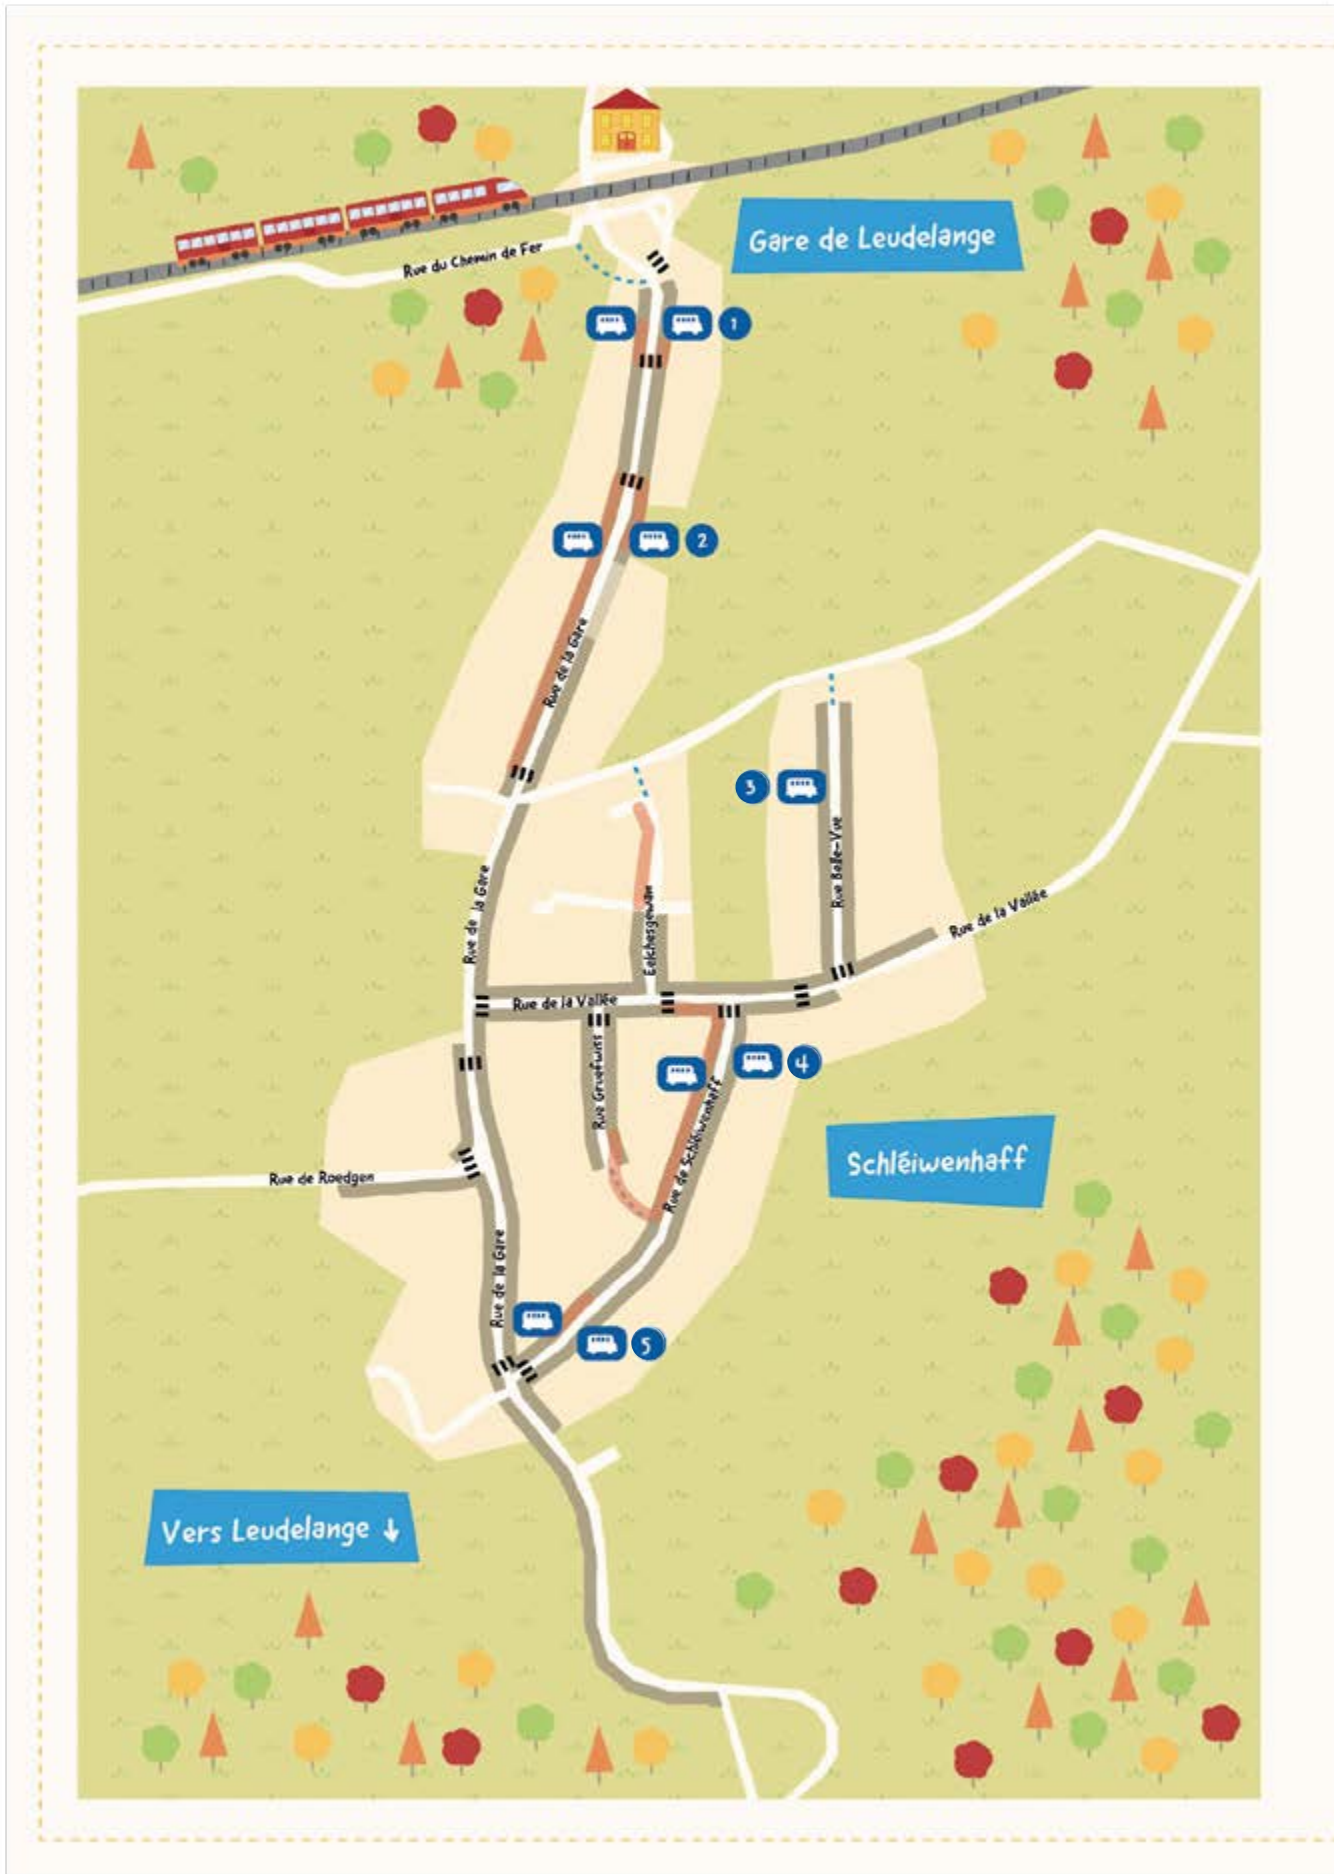 Gare de Leudelange
Rue du Chemin de Fer
1
2
Rue de la Gare
3
Rue Belle-Vue
Rue de la Gare
Eelchesgewan
Rue de la Vallée
Rue de la Vallée
Rue Gruefwiss
4
Rue de Schléiwenhaff
Schléiwenhaff
Rue de Roedgen
Rue de la Gare
5
Vers Leudelange ↓